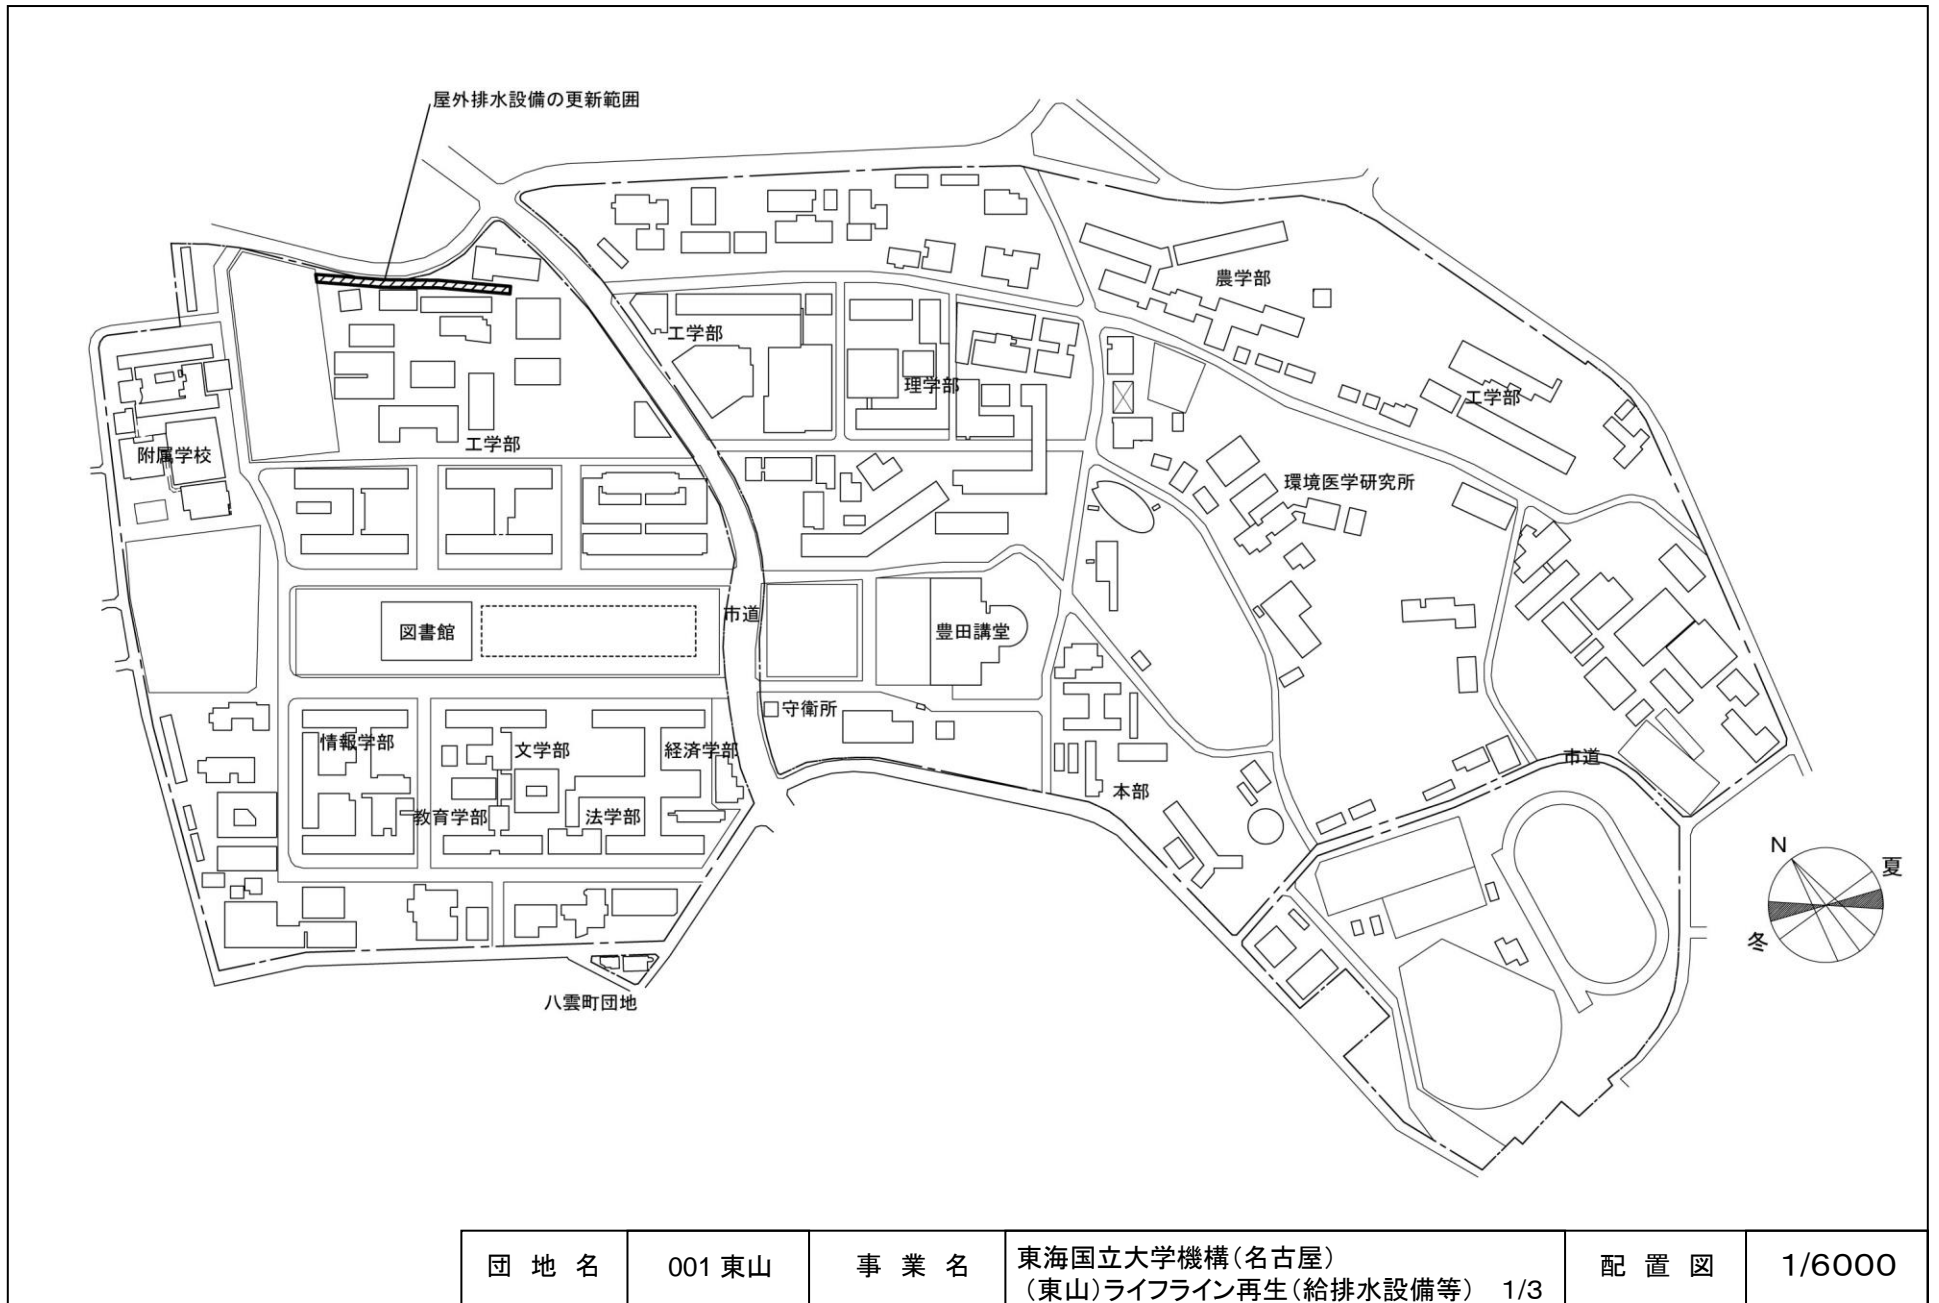 屋外排水設備の更新範囲
農学部
工学部
理学部
工学部
工学部
附属学校
環境医学研究所
市道
図書館
豊田講堂
守衛所
情報学部
文学部
経済学部
市道
本部
教育学部
法学部
N
夏
冬
八雲町団地
団地名
001 東山
事業名
東海国立大学機構(名古屋)
(東山)ライフライン再生(給排水設備等) 1/3
配置図
1/6000